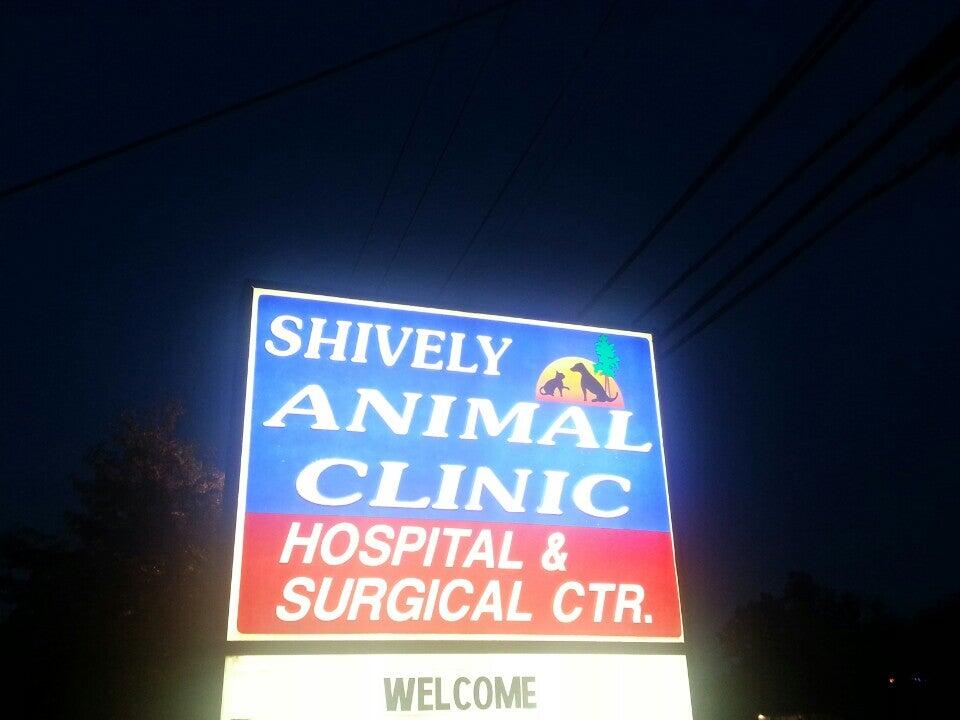 SHIVELY
ANIMAL
CLINIC
HOSPITAL &
SURGICAL CTR.
WELCOME